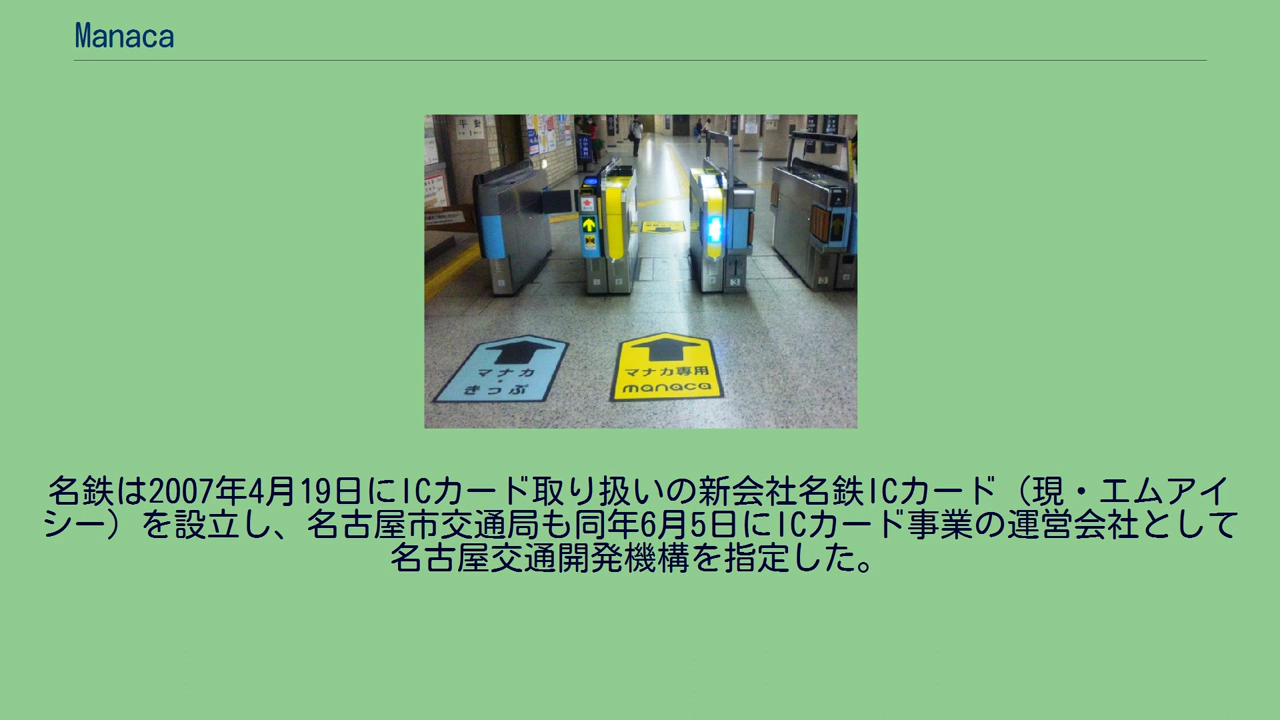 Manaca
マナカ
・
きっぷ
マナカ専用
manaca
名鉄は2007年4月19日にICカード取り扱いの新会社名鉄ICカード（現・エムアイ
シー）を設立し、名古屋市交通局も同年6月5日にICカード事業の運営会社として
名古屋交通開発機構を指定した。